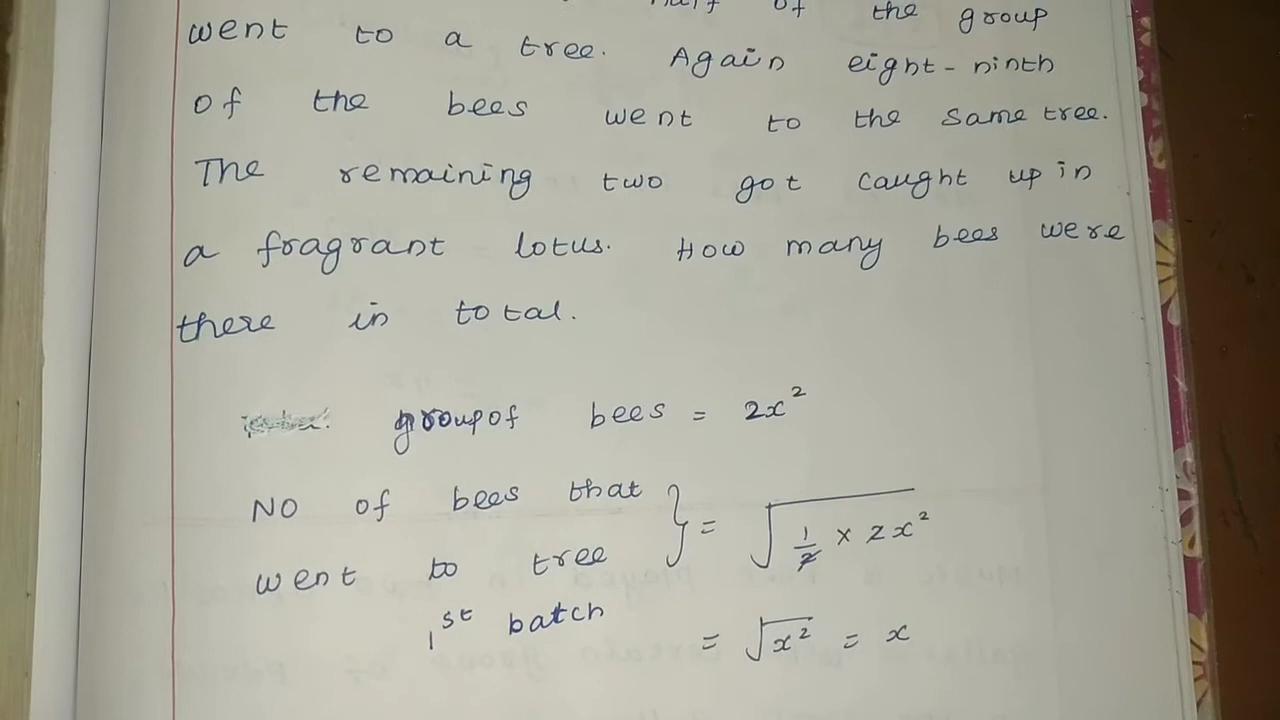 half of the group
went to a tree. Again eight-ninth
of the bees went to the same tree.
The remaining two got caught up in
a fragrant lotus. How many bees were
there in total.
group of bees = 2x²
NO of bees that
went to tree } = √(1/2 × 2x²)
1st batch
= √x² = x